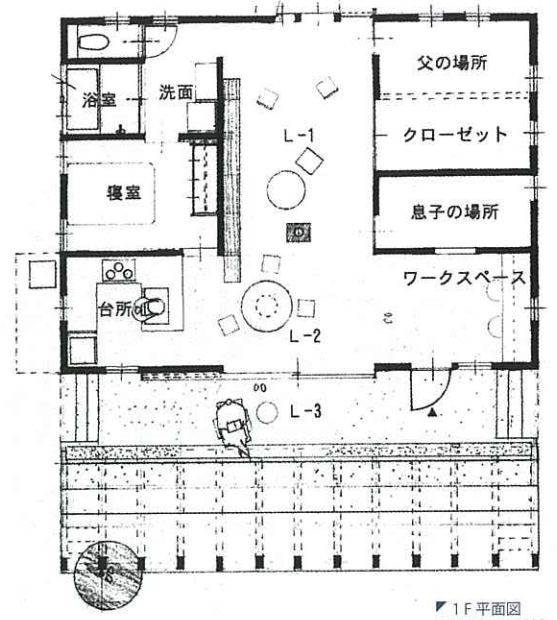 父の場所
浴室
洗面
L-1
クローゼット
寝室
息子の場所
ワークスペース
台所
L-2
L-3
1F平面図